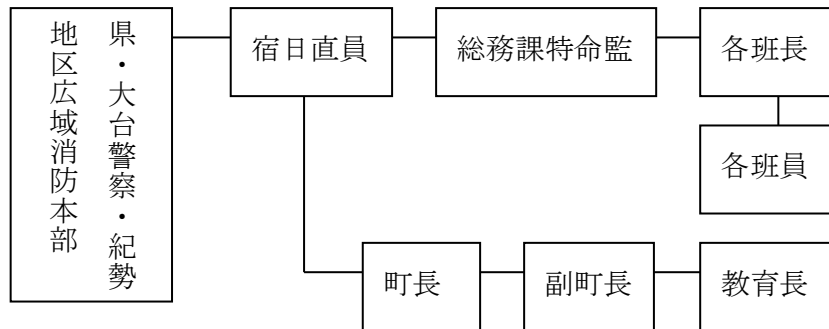 県・大台警察・紀勢
地区広域消防本部
宿日直員
総務課特命監
各班長
各班員
町長
副町長
教育長